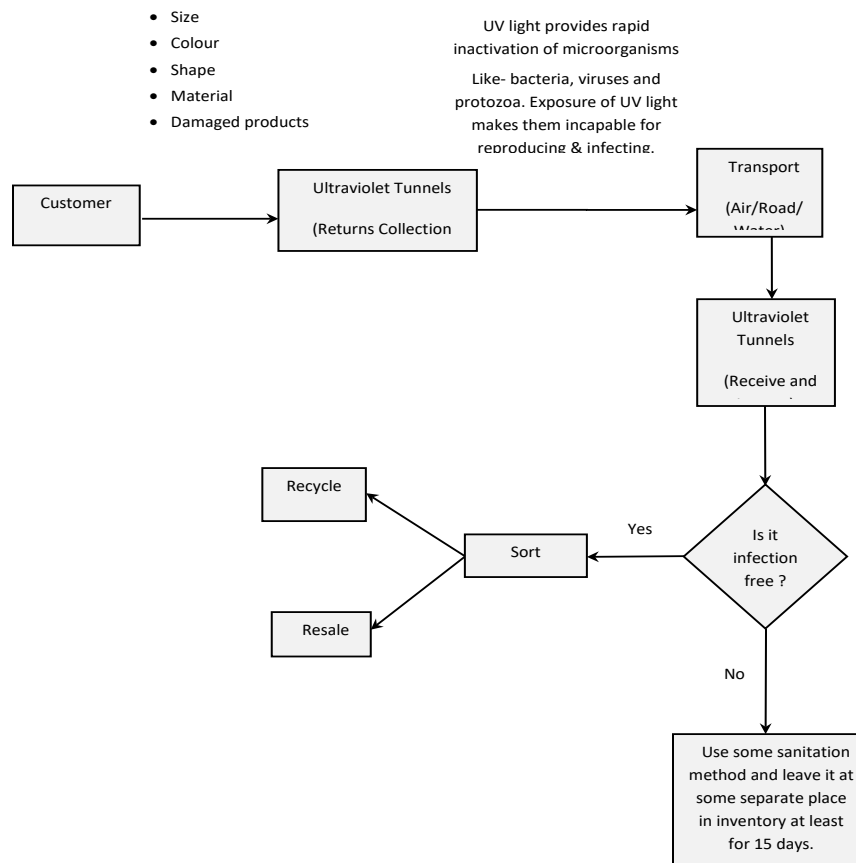 • Size
• Colour
• Shape
• Material
• Damaged products
UV light provides rapid
inactivation of microorganisms
Like- bacteria, viruses and
protozoa. Exposure of UV light
makes them incapable for
reproducing & infecting.
Customer
Ultraviolet Tunnels
(Returns Collection
Transport
(Air/Road/
Water)
Ultraviolet
Tunnels
(Receive and
Is it
infection
free ?
Yes
No
Sort
Recycle
Resale
Use some sanitation
method and leave it at
some separate place
in inventory at least
for 15 days.